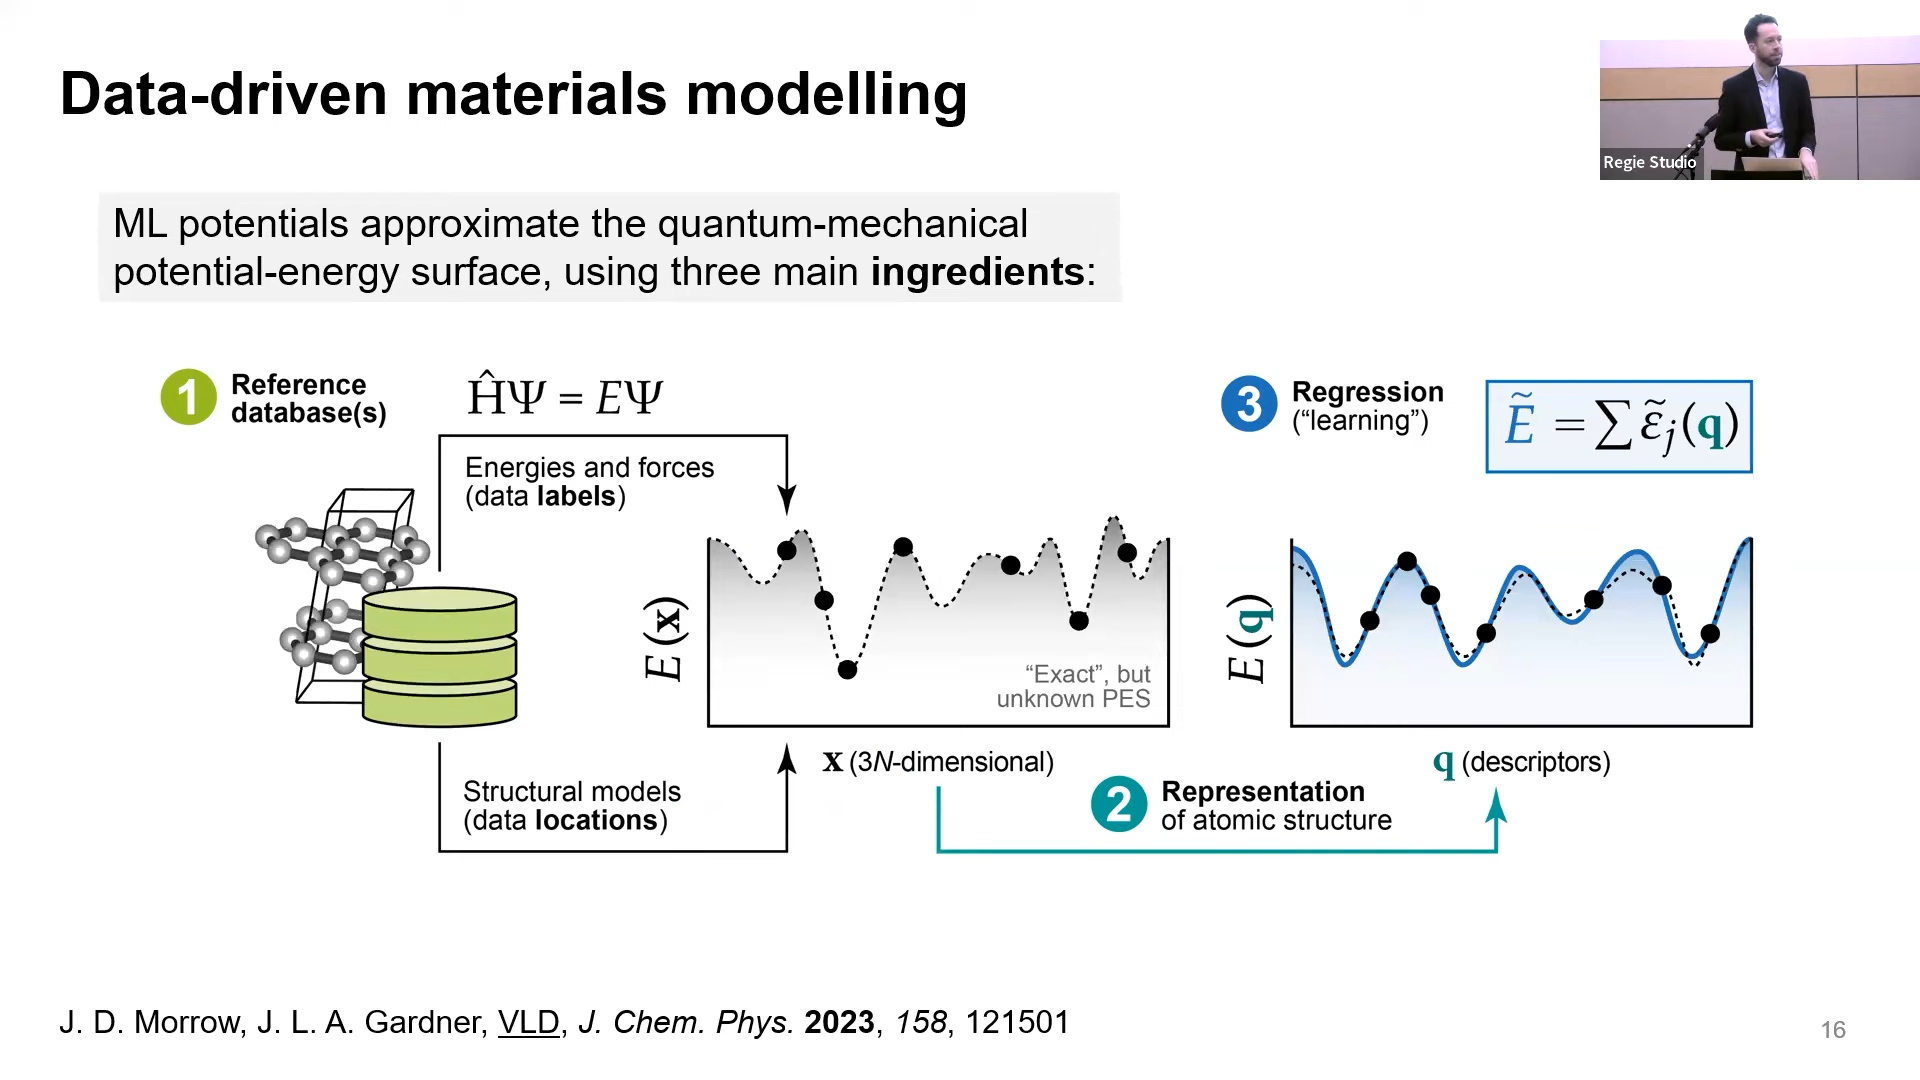 Data-driven materials modelling
Regie Studio
ML potentials approximate the quantum-mechanical
potential-energy surface, using three main ingredients:
1 Reference
database(s)
ĤΨ = EΨ
Energies and forces
(data labels)
E(x)
"Exact", but
unknown PES
x (3N-dimensional)
Structural models
(data locations)
2 Representation
of atomic structure
3 Regression
("learning")
Ẽ = ∑ ε̃ⱼ(q)
E(q)
q (descriptors)
J. D. Morrow, J. L. A. Gardner, VLD, J. Chem. Phys. 2023, 158, 121501
16